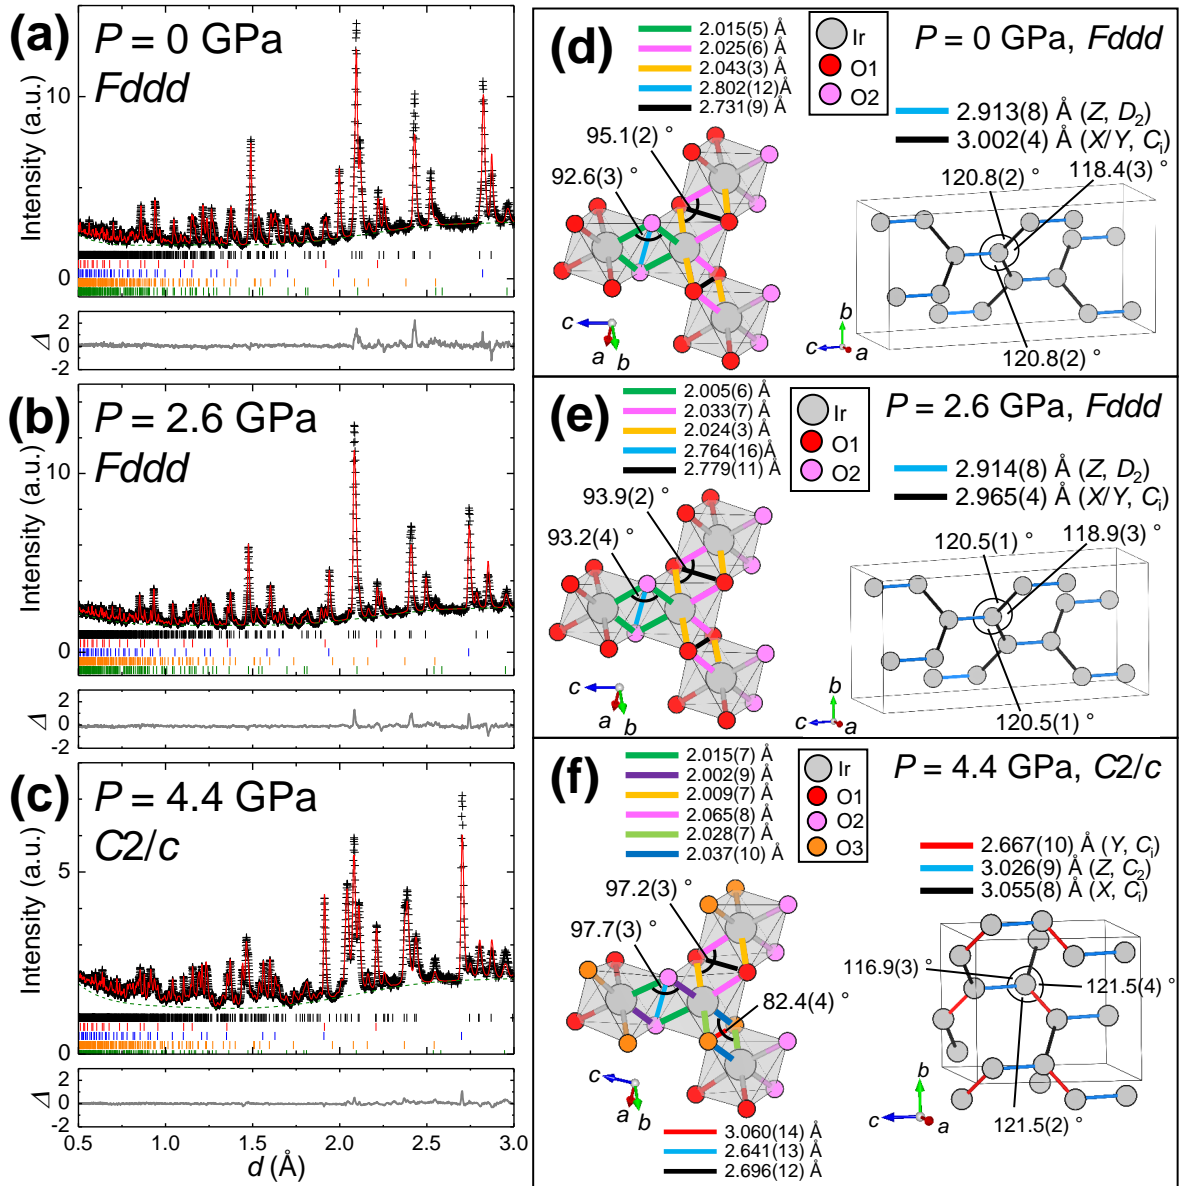 (a)
P = 0 GPa
Fddd
Intensity (a.u.)
10
0
Δ
2
0
-2
(b)
P = 2.6 GPa
Fddd
Intensity (a.u.)
10
0
Δ
2
0
-2
(c)
P = 4.4 GPa
C2/c
Intensity (a.u.)
5
0
Δ
2
0
-2
0.5 1.0 1.5 2.0 2.5 3.0
d (Å)
(d)
2.015(5) Å
2.025(6) Å
2.043(3) Å
2.802(12)Å
2.731(9) Å
Ir
O1
O2
P = 0 GPa, Fddd
2.913(8) Å (Z, D2)
3.002(4) Å (X/Y, Ci)
95.1(2) °
92.6(3) °
120.8(2) °
118.4(3) °
120.8(2) °
c
a
b
b
c
a
(e)
2.005(6) Å
2.033(7) Å
2.024(3) Å
2.764(16)Å
2.779(11) Å
Ir
O1
O2
P = 2.6 GPa, Fddd
2.914(8) Å (Z, D2)
2.965(4) Å (X/Y, Ci)
93.9(2) °
93.2(4) °
120.5(1) °
118.9(3) °
120.5(1) °
c
a
b
b
c
a
(f)
2.015(7) Å
2.002(9) Å
2.009(7) Å
2.065(8) Å
2.028(7) Å
2.037(10) Å
Ir
O1
O2
O3
P = 4.4 GPa, C2/c
2.667(10) Å (Y, Ci)
3.026(9) Å (Z, C2)
3.055(8) Å (X, Ci)
97.2(3) °
97.7(3) °
82.4(4) °
116.9(3) °
121.5(4) °
121.5(2) °
c
a
b
b
c
a
3.060(14) Å
2.641(13) Å
2.696(12) Å